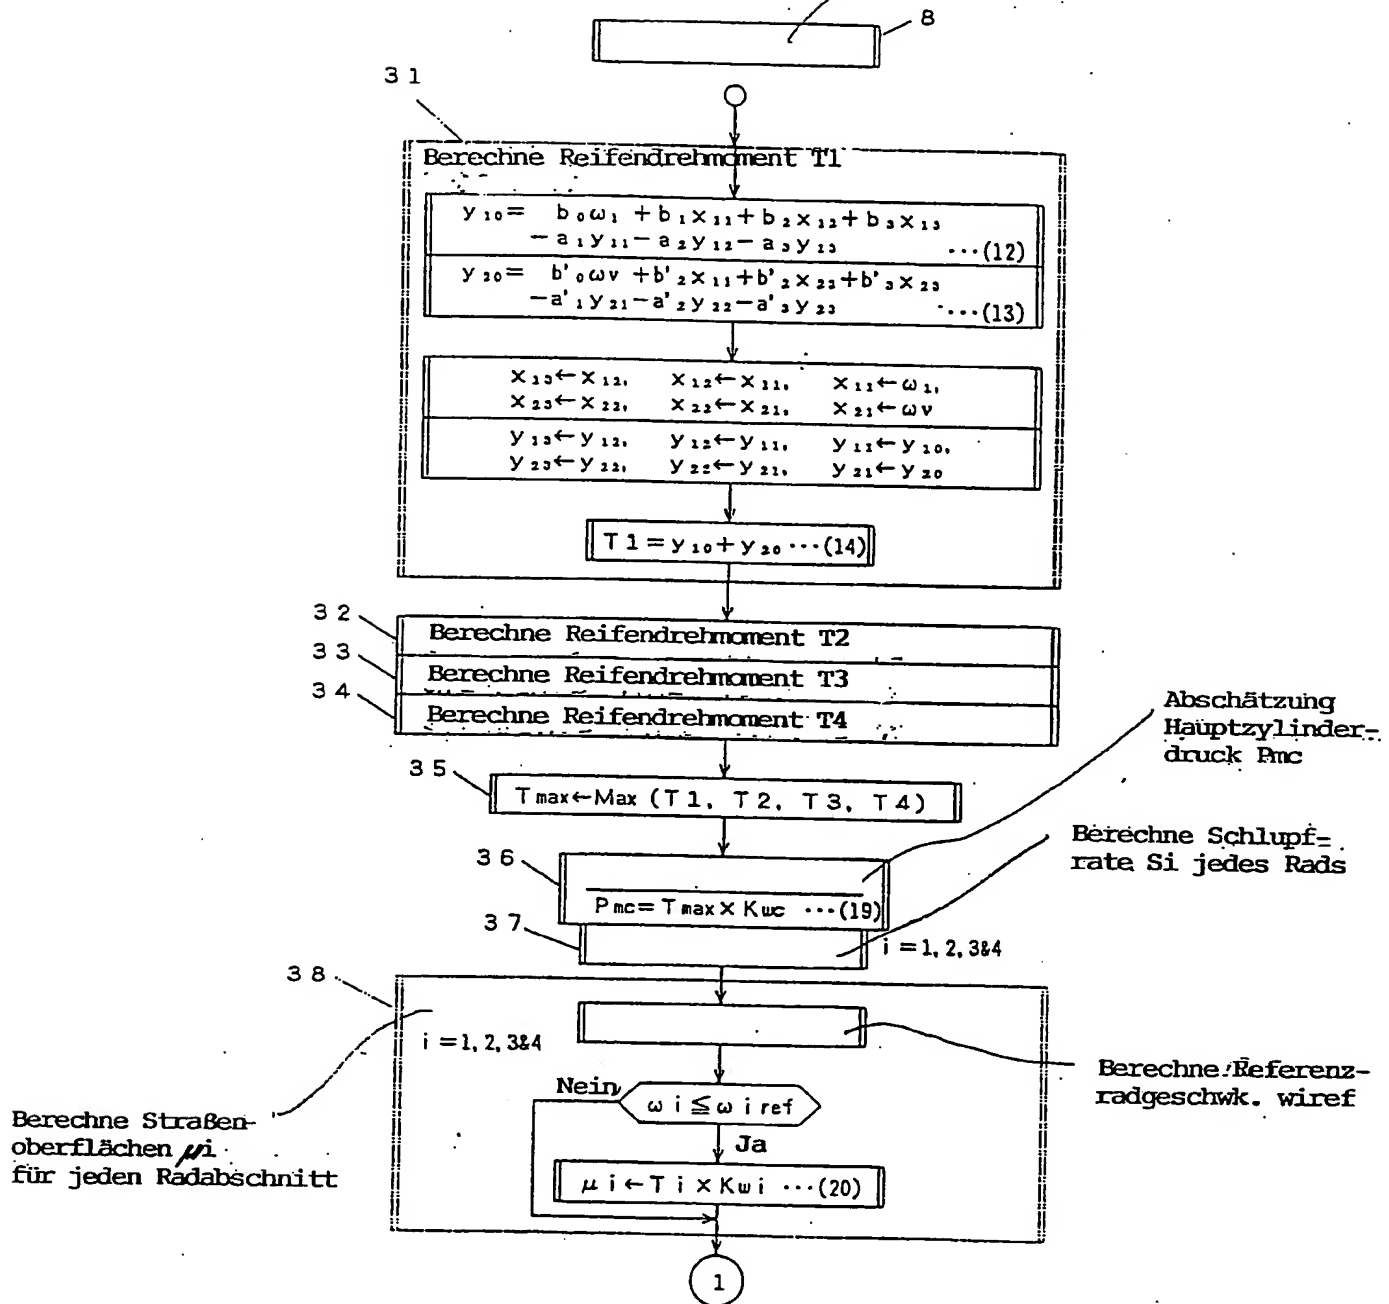 8
31
Berechne Reifendrehmoment T1
y₁₀= b₀ω₁ +b₁x₁₁+b₂x₁₂+b₃x₁₃
−a₁y₁₁−a₂y₁₂−a₃y₁₃ ···(12)
y₂₀= b'₀ωv +b'₂x₁₁+b'₂x₂₂+b'₃x₂₃
−a'₁y₂₁−a'₂y₂₂−a'₃y₂₃ ···(13)
x₁₃←x₁₂, x₁₂←x₁₁, x₁₁←ω₁,
x₂₃←x₂₂, x₂₂←x₂₁, x₂₁←ωv
y₁₃←y₁₂, y₁₂←y₁₁, y₁₁←y₁₀,
y₂₃←y₂₂, y₂₂←y₂₁, y₂₁←y₂₀
T1=y₁₀+y₂₀ ···(14)
32
Berechne Reifendrehmoment T2
33
Berechne Reifendrehmoment T3
34
Berechne Reifendrehmoment T4
Abschätzung
Hauptzylinder-
druck Pmc
35
Tmax←Max (T1, T2, T3, T4)
Berechne Schlupf-
rate Si jedes Rads
36
Pmc=Tmax×Kwc ···(19)
37
i=1, 2, 3&4
38
i=1, 2, 3&4
Berechne Referenz-
radgeschwk. wiref
Nein
ωi≦ωiref
Ja
Berechne Straßen-
oberflächen μi
für jeden Radabschnitt
μi←Ti×Kwi ···(20)
1